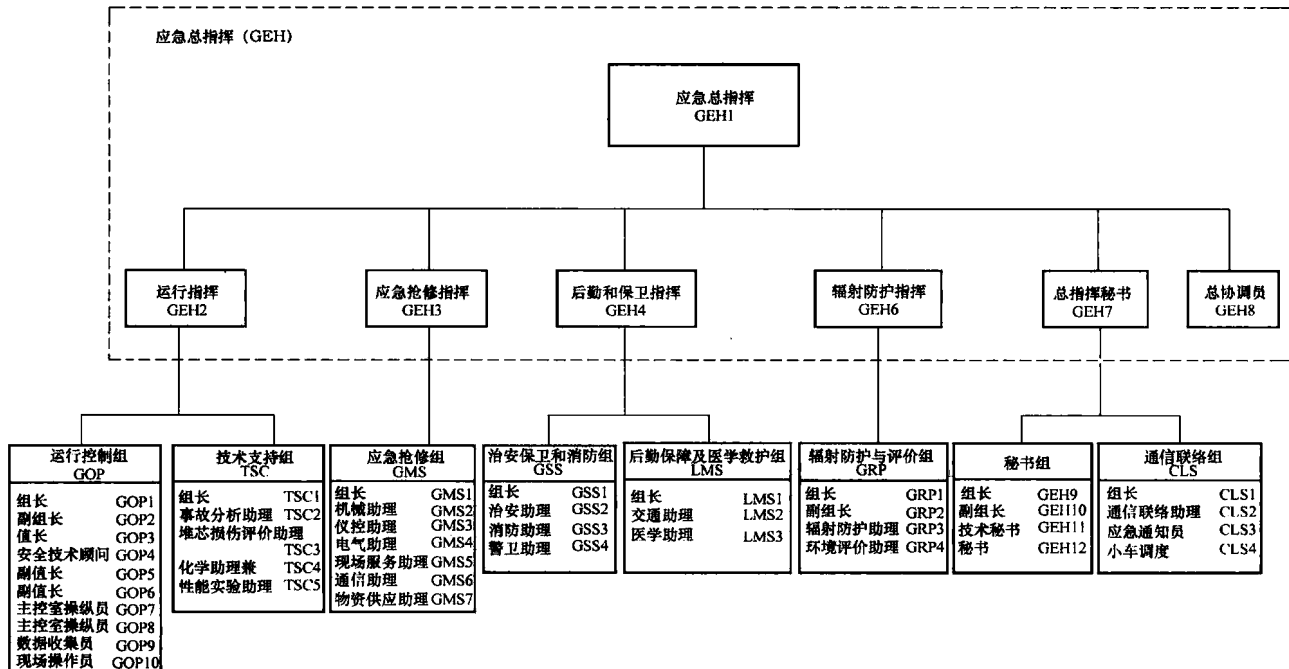 应急总指挥（GEH）
应急总指挥
GEH1
运行指挥
GEH2
应急抢修指挥
GEH3
后勤和保卫指挥
GEH4
辐射防护指挥
GEH6
总指挥秘书
GEH7
总协调员
GEH8
运行控制组
GOP
组长 GOP1
副组长 GOP2
值长 GOP3
安全技术顾问 GOP4
副值长 GOP5
副值长 GOP6
主控室操纵员 GOP7
主控室操纵员 GOP8
数据收集员 GOP9
现场操作员 GOP10
技术支持组
TSC
组长 TSC1
事故分析助理 TSC2
堆芯损伤评价助理
TSC3
化学助理兼 TSC4
性能实验助理 TSC5
应急抢修组
GMS
组长 GMS1
机械助理 GMS2
仪控助理 GMS3
电气助理 GMS4
现场服务助理 GMS5
通信助理 GMS6
物资供应助理 GMS7
治安保卫和消防组
GSS
组长 GSS1
治安助理 GSS2
消防助理 GSS3
警卫助理 GSS4
后勤保障及医学救护组
LMS
组长 LMS1
交通助理 LMS2
医学助理 LMS3
辐射防护与评价组
GRP
组长 GRP1
副组长 GRP2
辐射防护助理 GRP3
环境评价助理 GRP4
秘书组
组长 GEH9
副组长 GEH10
技术秘书 GEH11
秘书 GEH12
通信联络组
CLS
组长 CLS1
通信联络助理 CLS2
应急通知员 CLS3
小车调度 CLS4